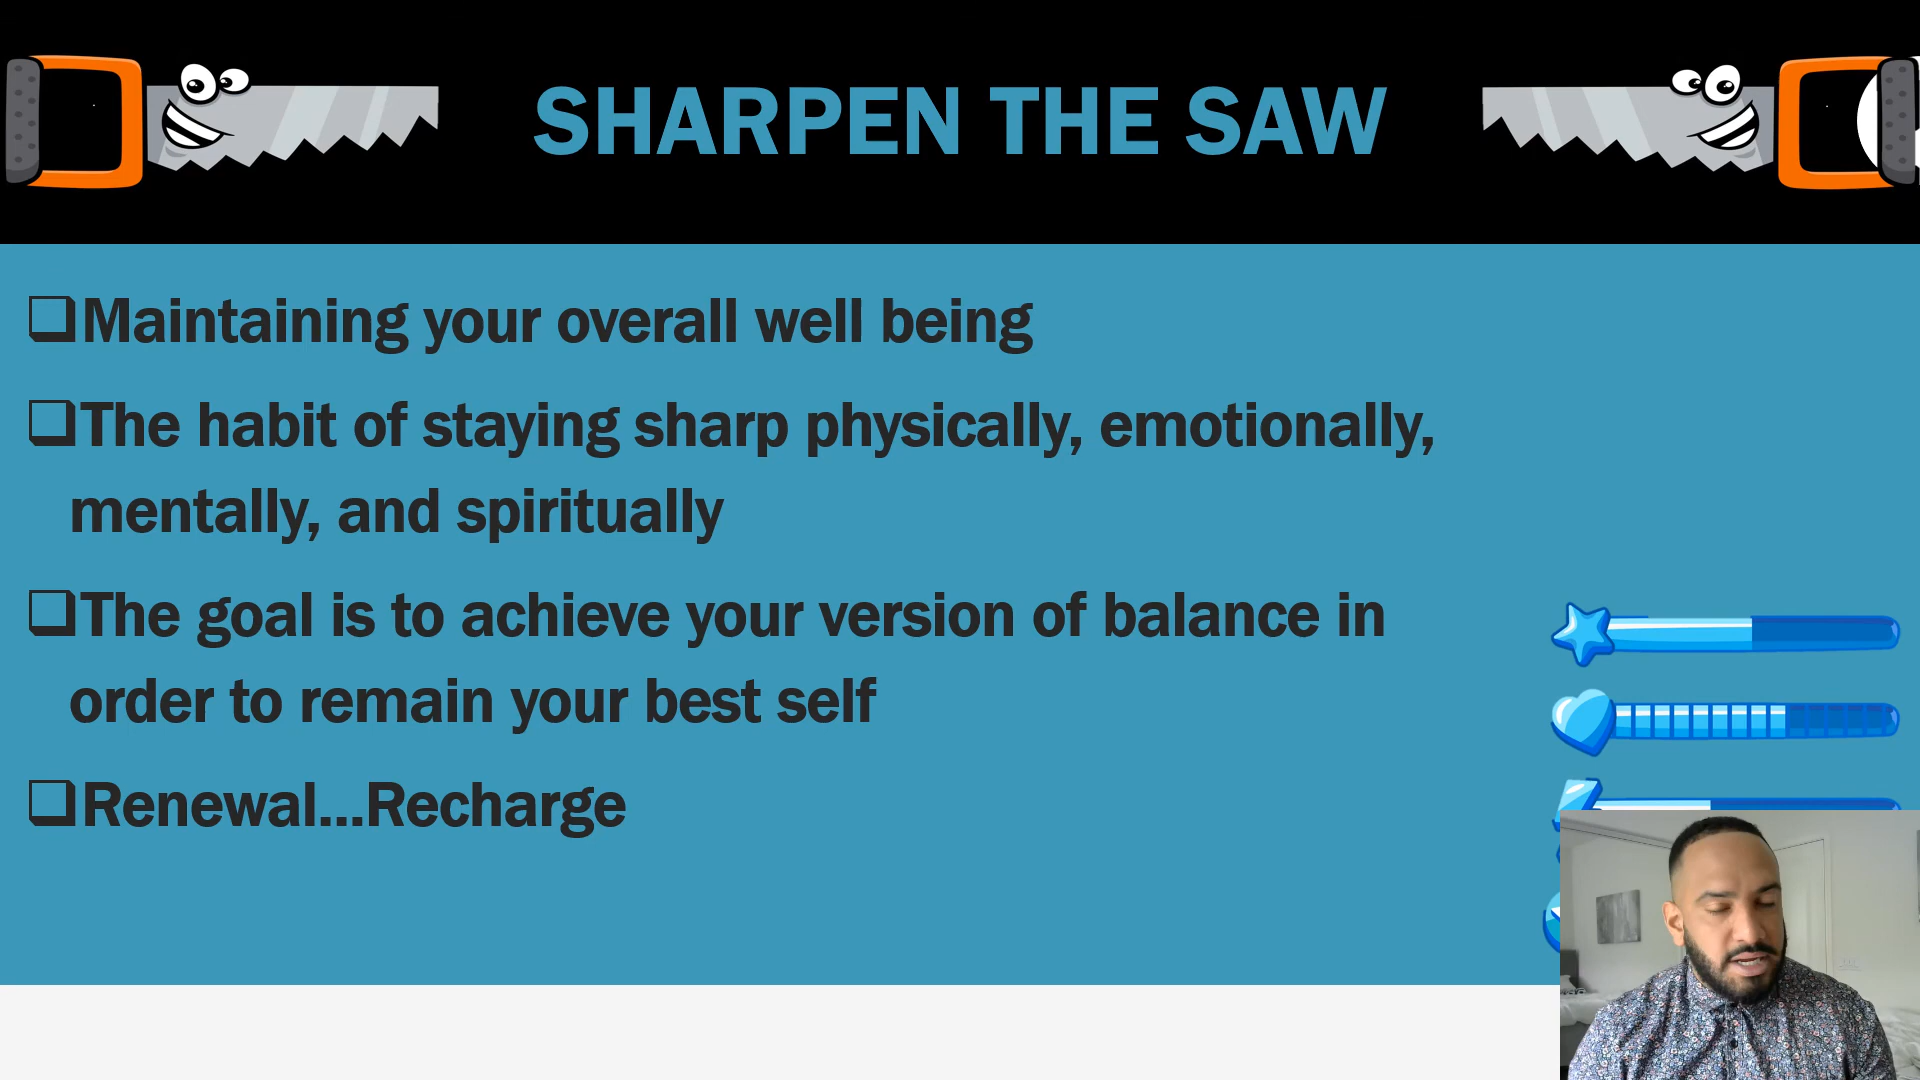 SHARPEN THE SAW
Maintaining your overall well being
The habit of staying sharp physically, emotionally,
mentally, and spiritually
The goal is to achieve your version of balance in
order to remain your best self
Renewal...Recharge